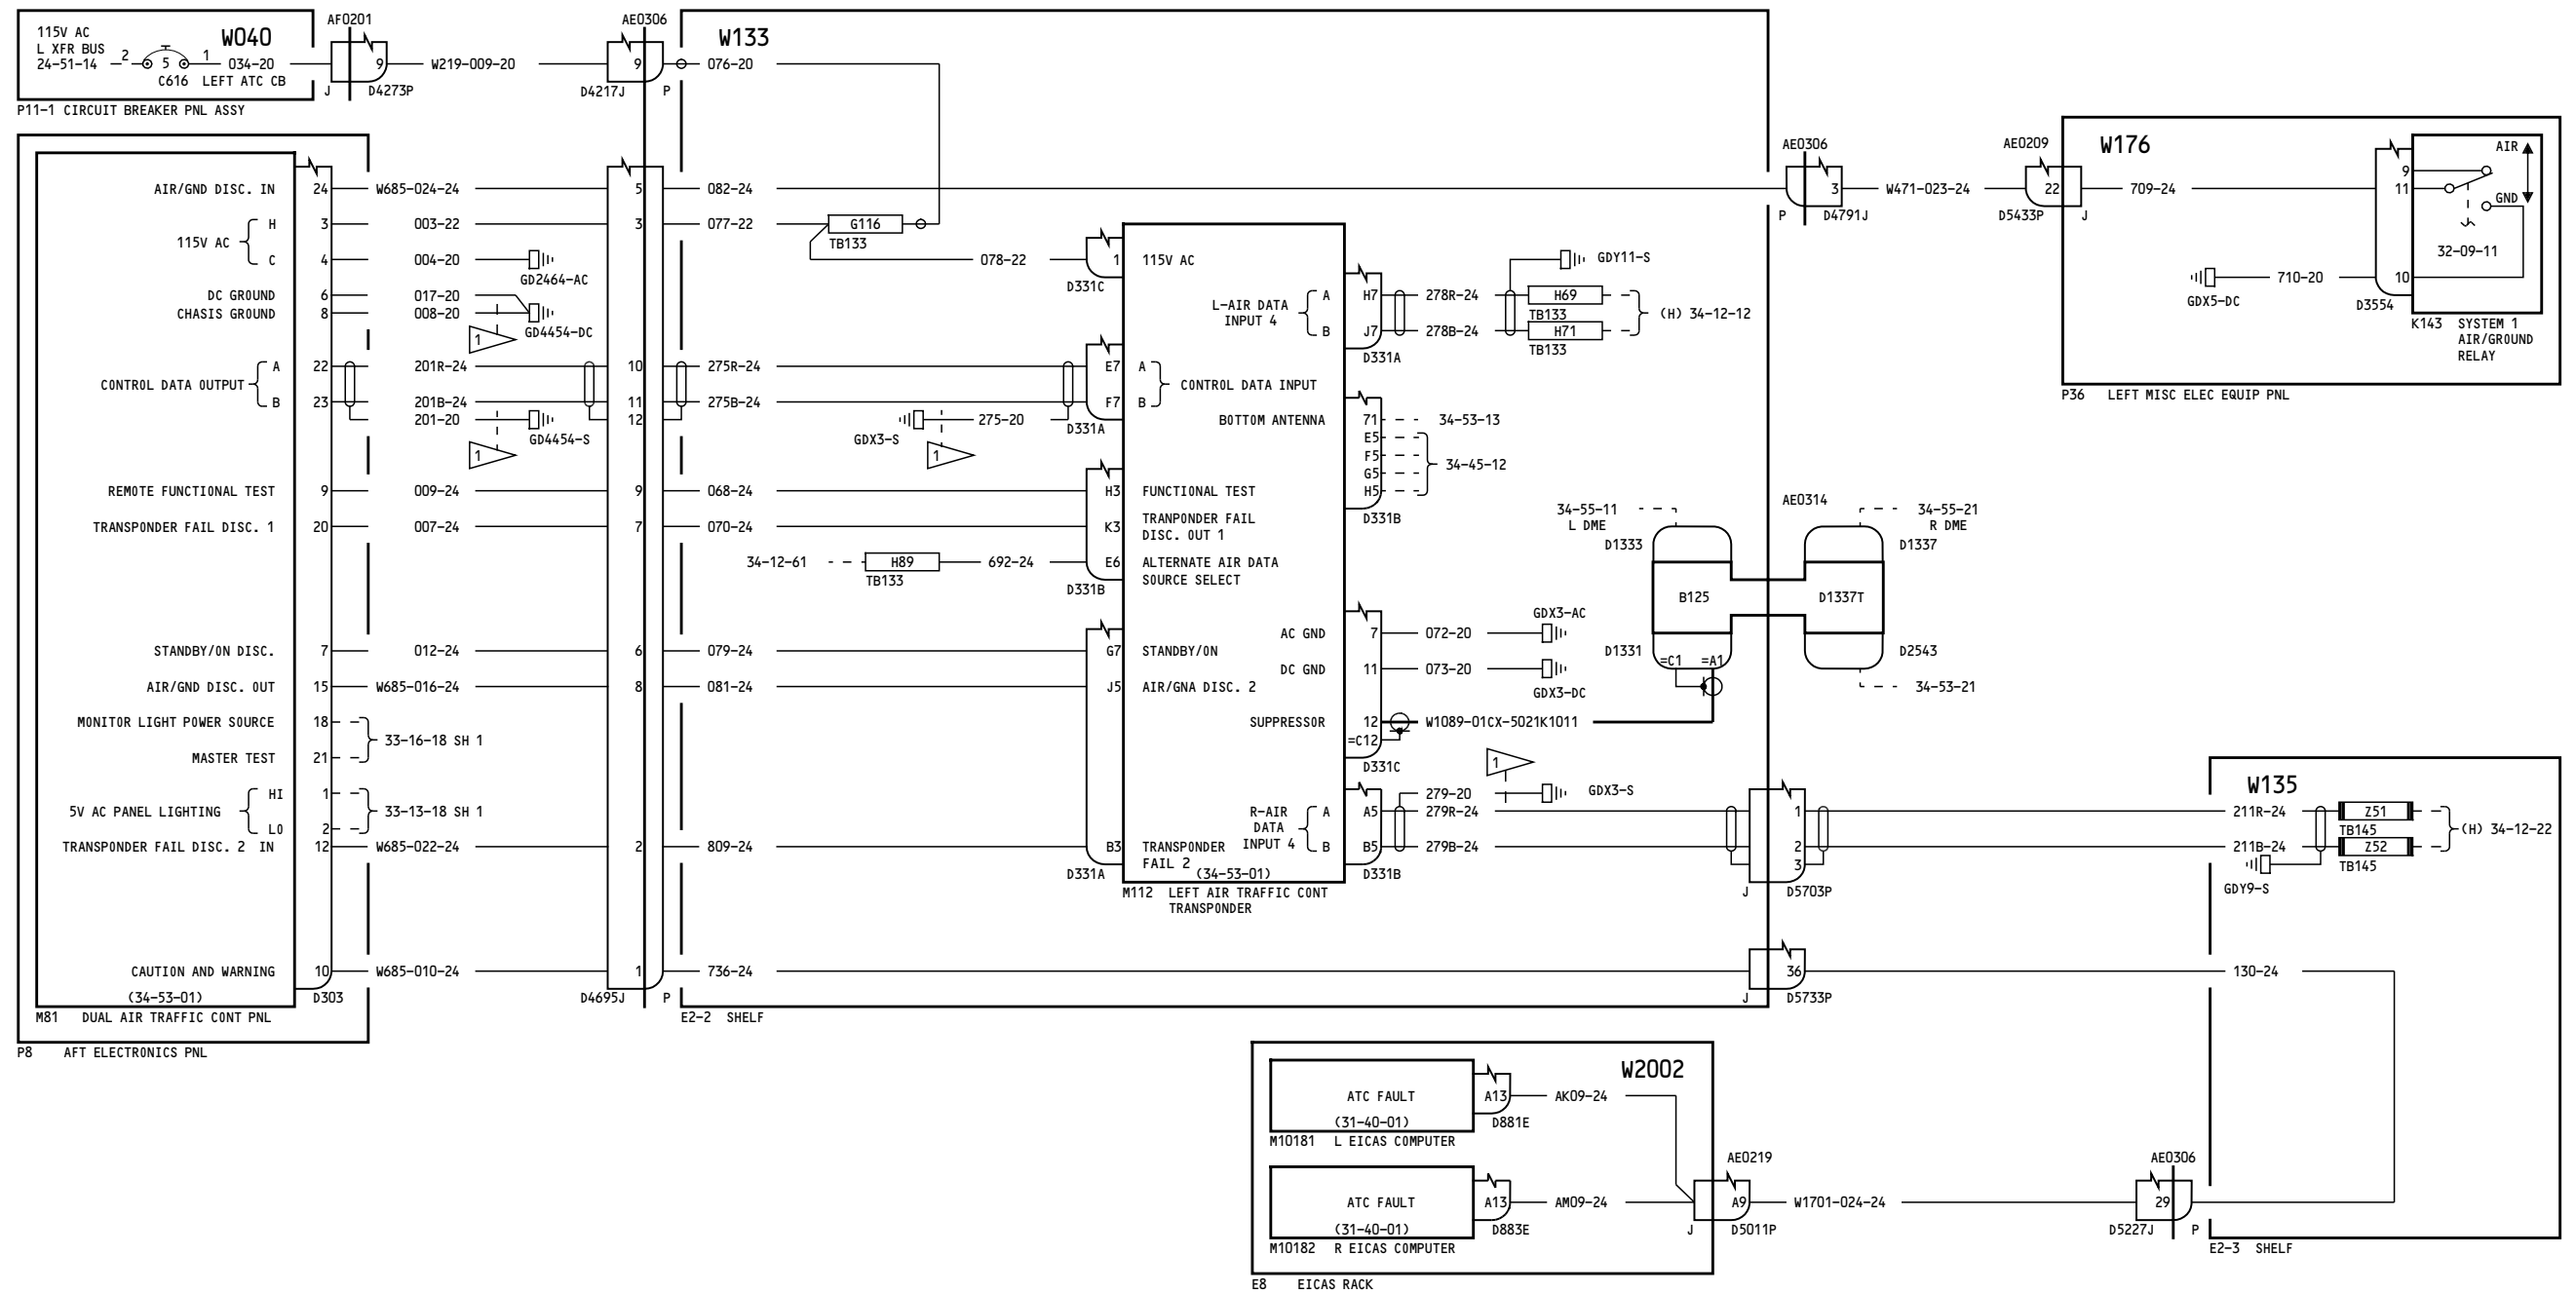 115V AC
L XFR BUS
24-51-14
2
5
1
034-20
C616 LEFT ATC CB
W040
P11-1 CIRCUIT BREAKER PNL ASSY
AF0201
9
J
D4273P
W219-009-20
AE0306
9
D4217J
P
W133
076-20
AIR/GND DISC. IN 24 W685-024-24 5 082-24
H 3 003-22 3 077-22
115V AC
C 4 004-20
GD2464-AC
G116
TB133
078-22
1 115V AC
D331C
DC GROUND 6 017-20
CHASIS GROUND 8 008-20
GD4454-DC
1
A 22 201R-24 10 275R-24 E7 A
CONTROL DATA OUTPUT
CONTROL DATA INPUT
B 23 201B-24 11 275B-24 F7 B
201-20 12 275-20
GD4454-S
GDX3-S
D331A
1
1
REMOTE FUNCTIONAL TEST 9 009-24 9 068-24 H3 FUNCTIONAL TEST
TRANSPONDER FAIL DISC. 1 20 007-24 7 070-24 K3 TRANPONDER FAIL
DISC. OUT 1
34-12-61 H89 692-24 E6 ALTERNATE AIR DATA
TB133
SOURCE SELECT
D331B
STANDBY/ON DISC. 7 012-24 6 079-24 G7 STANDBY/ON
AIR/GND DISC. OUT 15 W685-016-24 8 081-24 J5 AIR/GNA DISC. 2
MONITOR LIGHT POWER SOURCE 18
33-16-18 SH 1
MASTER TEST 21
HI 1
5V AC PANEL LIGHTING
33-13-18 SH 1
LO 2
TRANSPONDER FAIL DISC. 2 IN 12 W685-022-24 2 809-24 B3 TRANSPONDER
FAIL 2
D331A
(34-53-01)
M112 LEFT AIR TRAFFIC CONT
TRANSPONDER
CAUTION AND WARNING 10 W685-010-24 1 736-24
(34-53-01)
D303
D4695J
P
M81 DUAL AIR TRAFFIC CONT PNL
P8 AFT ELECTRONICS PNL
E2-2 SHELF
L-AIR DATA
INPUT 4
A H7 278R-24 H69
TB133
B J7 278B-24 H71
TB133
GDY11-S
(H) 34-12-12
D331A
BOTTOM ANTENNA 71 34-53-13
E5
F5
G5
H5
34-45-12
D331B
AC GND 7 072-20 GDX3-AC
DC GND 11 073-20 GDX3-DC
SUPPRESSOR 12 W1089-01CX-5021K1011
=C12
D331C
1
279-20 GDX3-S
R-AIR
DATA
INPUT 4
A A5 279R-24 1 211R-24 Z51
TB145
B B5 279B-24 2 211B-24 Z52
TB145
3
D331B
J
D5703P
GDY9-S
(H) 34-12-22
36
J
D5733P
130-24
W135
E2-3 SHELF
34-55-11
L DME
D1333
B125
D1331
=C1 =A1
AE0314
34-55-21
R DME
D1337
D1337T
D2543
34-53-21
AE0306
3
P
D4791J
W471-023-24
AE0209
22
D5433P
J
W176
709-24
9
11
10
AIR
GND
32-09-11
GDX5-DC
710-20
D3554
K143 SYSTEM 1
AIR/GROUND
RELAY
P36 LEFT MISC ELEC EQUIP PNL
W2002
ATC FAULT A13 AK09-24
(31-40-01)
D881E
M10181 L EICAS COMPUTER
ATC FAULT A13 AM09-24
(31-40-01)
D883E
M10182 R EICAS COMPUTER
E8 EICAS RACK
AE0219
A9
J
D5011P
W1701-024-24
AE0306
29
D5227J
P